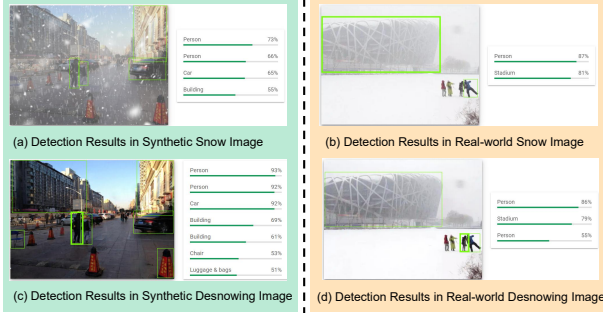 Person 73%
Person 66%
Car 65%
Building 55%
(a) Detection Results in Synthetic Snow Image
Person 87%
Stadium 81%
(b) Detection Results in Real-world Snow Image
Person 93%
Person 92%
Car 92%
Building 69%
Building 61%
Chair 53%
Luggage & bags 51%
(c) Detection Results in Synthetic Desnowing Image
Person 86%
Stadium 79%
Person 55%
(d) Detection Results in Real-world Desnowing Image